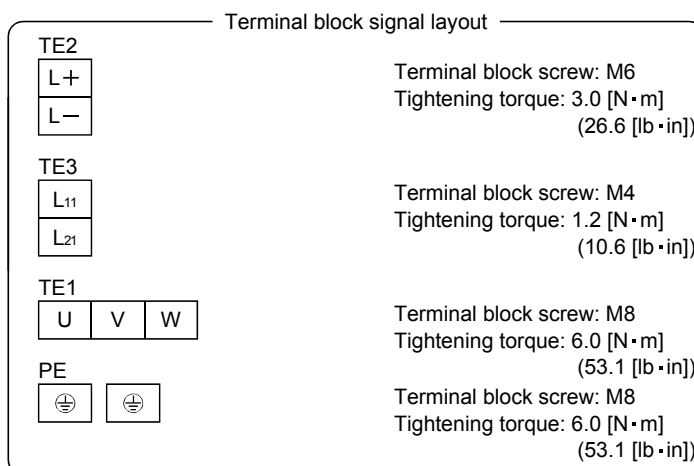 Terminal block signal layout
TE2
L+
L−
Terminal block screw: M6
Tightening torque: 3.0 [N▪m]
(26.6 [lb▪in])
TE3
L11
L21
Terminal block screw: M4
Tightening torque: 1.2 [N▪m]
(10.6 [lb▪in])
TE1
U V W
Terminal block screw: M8
Tightening torque: 6.0 [N▪m]
(53.1 [lb▪in])
PE
Terminal block screw: M8
Tightening torque: 6.0 [N▪m]
(53.1 [lb▪in])